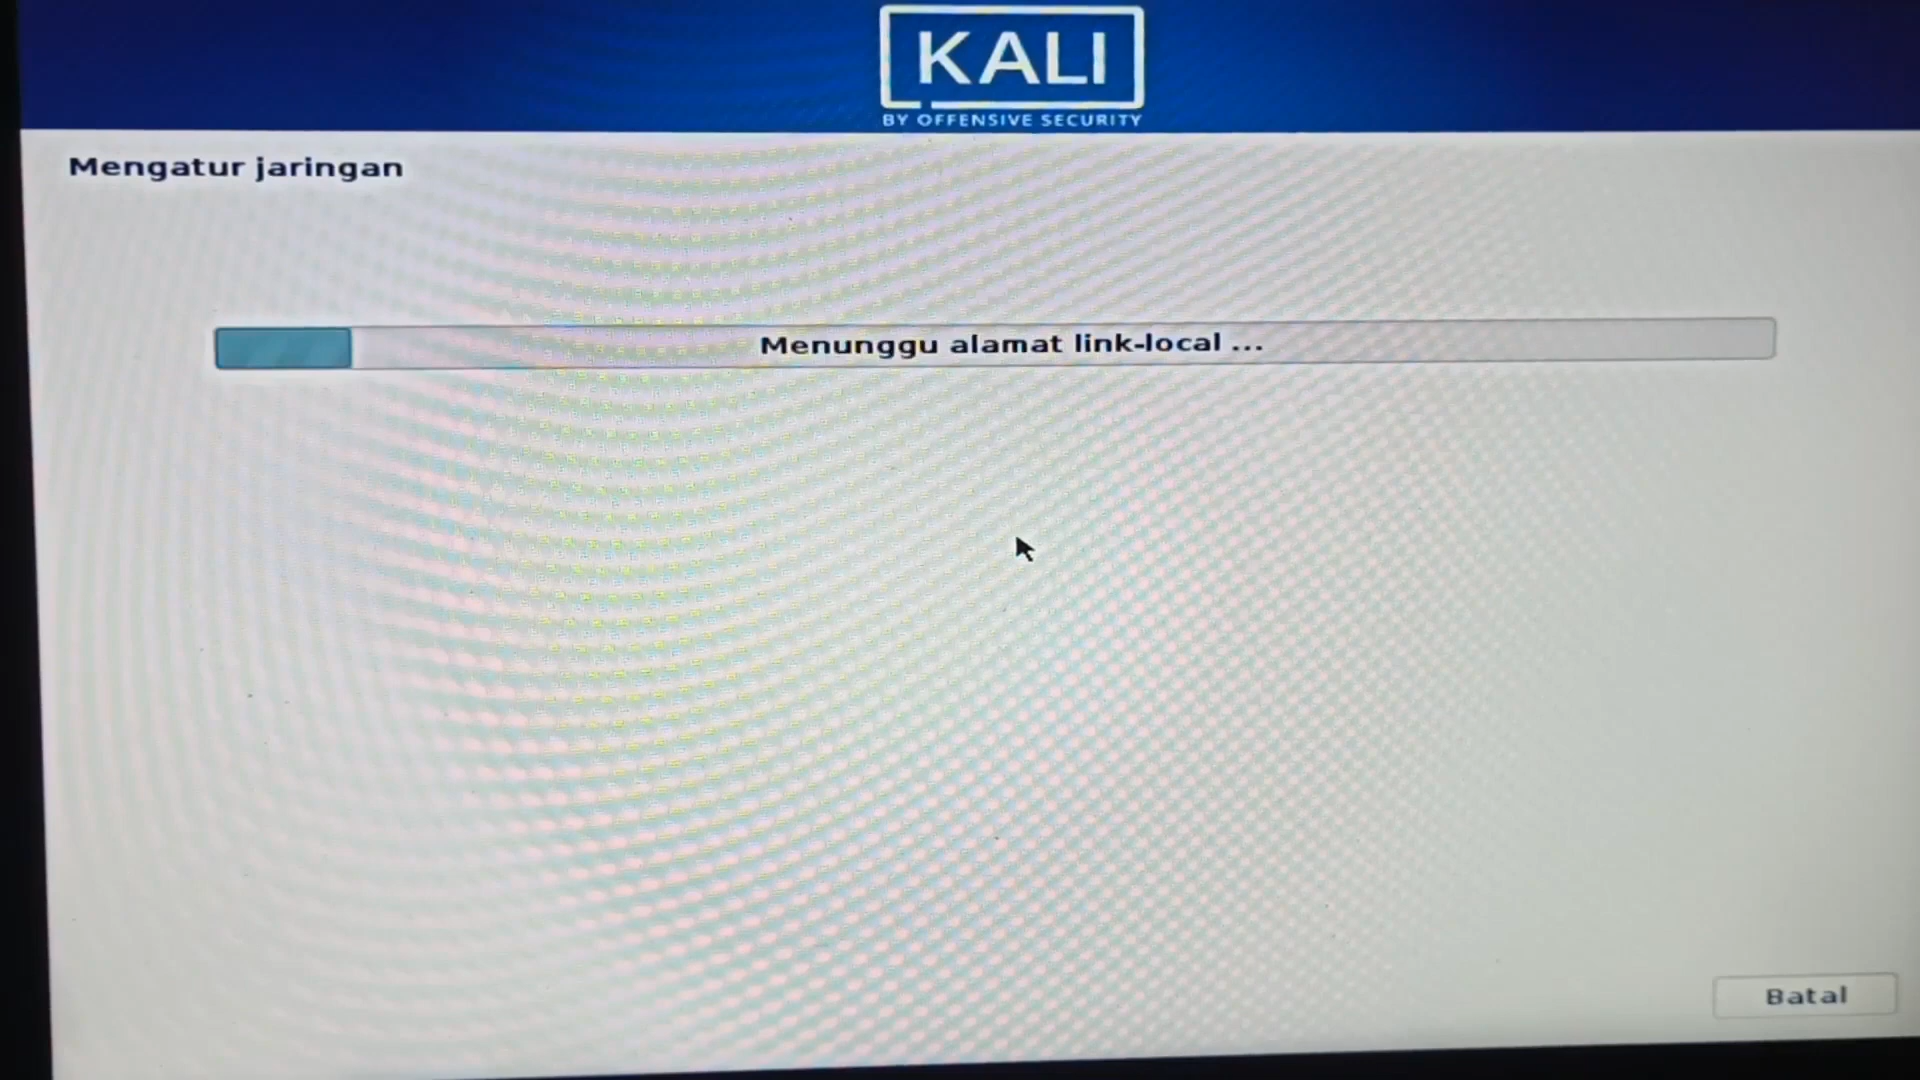 KALI
BY OFFENSIVE SECURITY
Mengatur jaringan
Menunggu alamat link-local ...
Batal